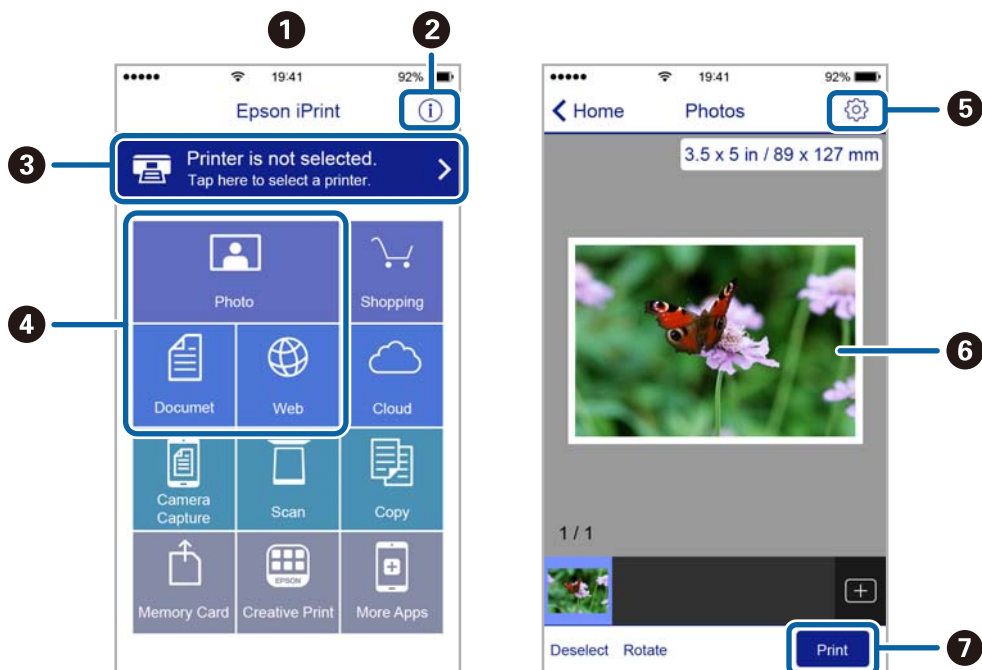 1
2
●●●●● 19:41 92%
Epson iPrint
i
3
Printer is not selected.
Tap here to select a printer.
4
Photo
Shopping
Documet
Web
Cloud
Camera
Capture
Scan
Copy
EPSON
Memory Card
Creative Print
More Apps
●●●●● 19:41 92%
Home Photos
5
3.5 x 5 in / 89 x 127 mm
6
1 / 1
Deselect Rotate Print
7